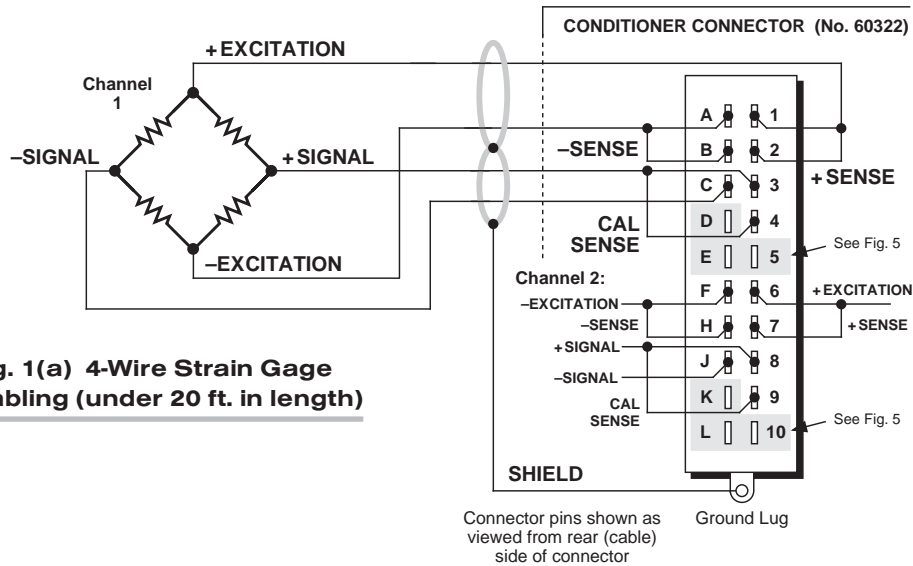 CONDITIONER CONNECTOR (No. 60322)
+EXCITATION
Channel
1
–SIGNAL
+SIGNAL
–EXCITATION
–SENSE
+SENSE
CAL
SENSE
A 1
B 2
C 3
D 4
E 5
See Fig. 5
Channel 2:
–EXCITATION
–SENSE
+SIGNAL
–SIGNAL
CAL
SENSE
F 6
H 7
J 8
K 9
L 10
+EXCITATION
+SENSE
See Fig. 5
g. 1(a) 4-Wire Strain Gage
bling (under 20 ft. in length)
SHIELD
Connector pins shown as
viewed from rear (cable)
side of connector
Ground Lug